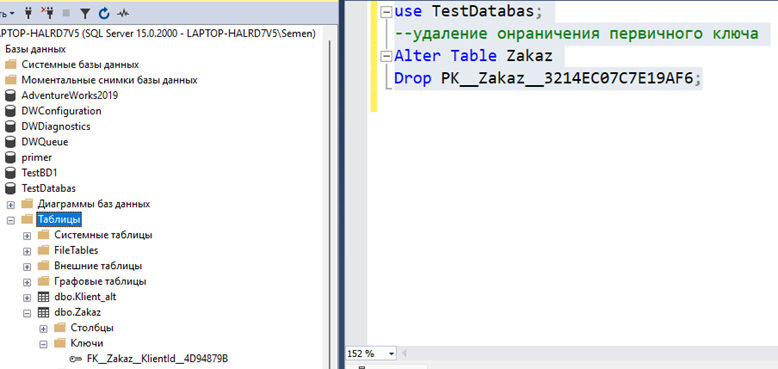 ть
APTOP-HALRD7V5 (SQL Server 15.0.2000 - LAPTOP-HALRD7V5\Semen)
Базы данных
Системные базы данных
Моментальные снимки базы данных
AdventureWorks2019
DWConfiguration
DWDiagnostics
DWQueue
primer
TestBD1
TestDatabas
Диаграммы баз данных
Таблицы
Системные таблицы
FileTables
Внешние таблицы
Графовые таблицы
dbo.Klient_alt
dbo.Zakaz
Столбцы
Ключи
FK__Zakaz__KlientId__4D94879B
use TestDatabas;
--удаление онраничения первичного ключа
Alter Table Zakaz
Drop PK__Zakaz__3214EC07C7E19AF6;
152 %